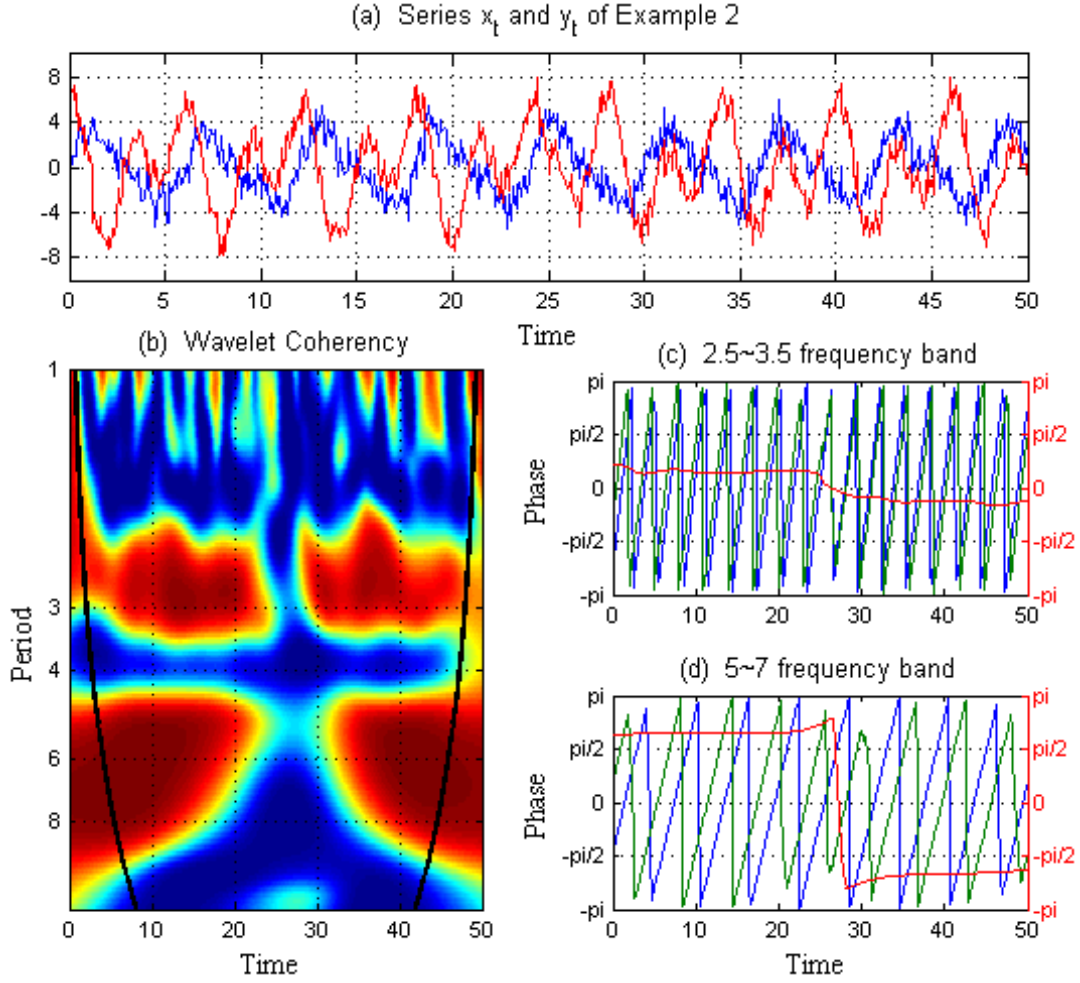 (a) Series x_t and y_t of Example 2
8
4
0
-4
-8
0 5 10 15 20 25 30 35 40 45 50
Time
(b) Wavelet Coherency
1
3
4
6
8
Period
0 10 20 30 40 50
Time
(c) 2.5~3.5 frequency band
pi pi
pi/2 pi/2
0 0
-pi/2 -pi/2
-pi -pi
Phase
0 10 20 30 40 50
(d) 5~7 frequency band
pi pi
pi/2 pi/2
0 0
-pi/2 -pi/2
-pi -pi
Phase
0 10 20 30 40 50
Time